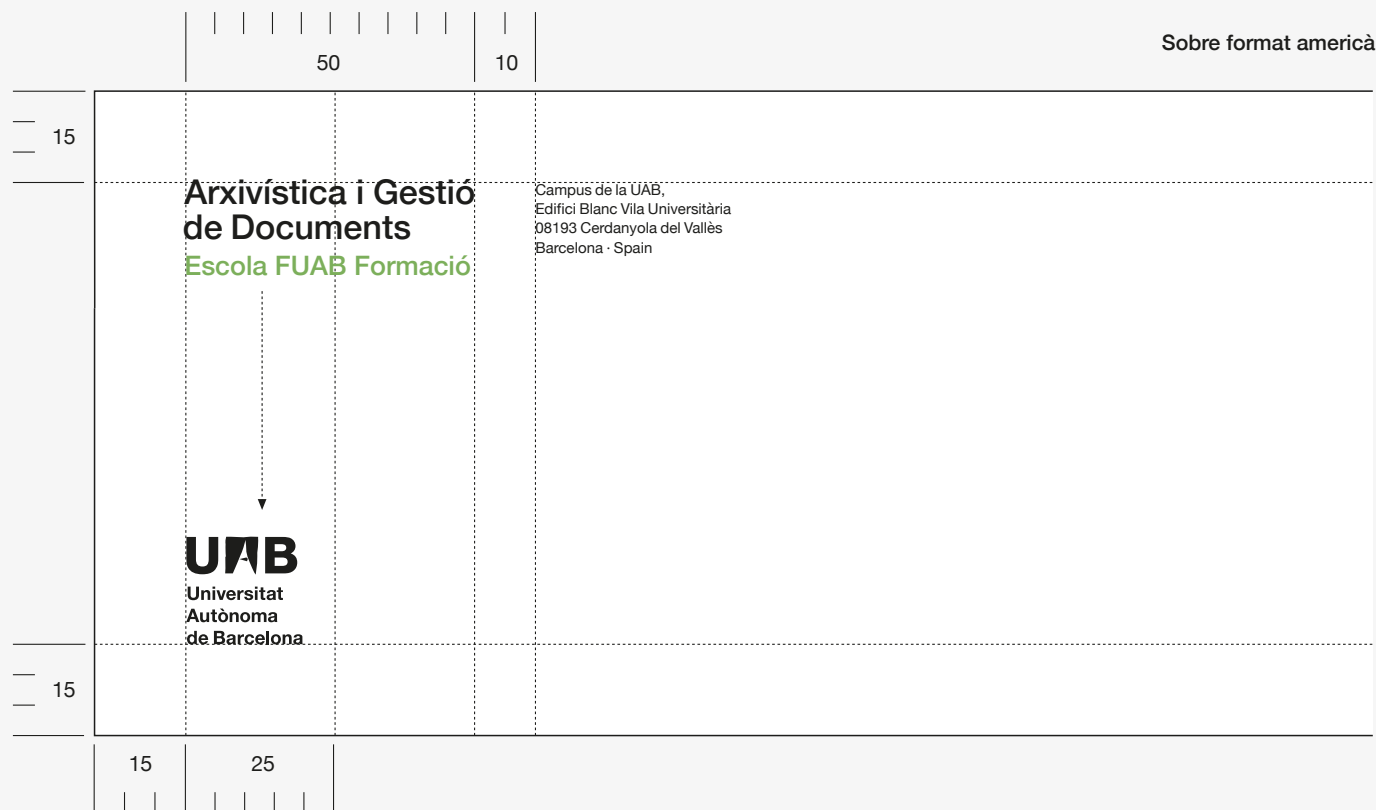 50
10
Sobre format americà
15
Arxivística i Gestió
de Documents
Escola FUAB Formació
Campus de la UAB,
Edifici Blanc Vila Universitària
08193 Cerdanyola del Vallès
Barcelona · Spain
UAB
Universitat
Autònoma
de Barcelona
15
15
25